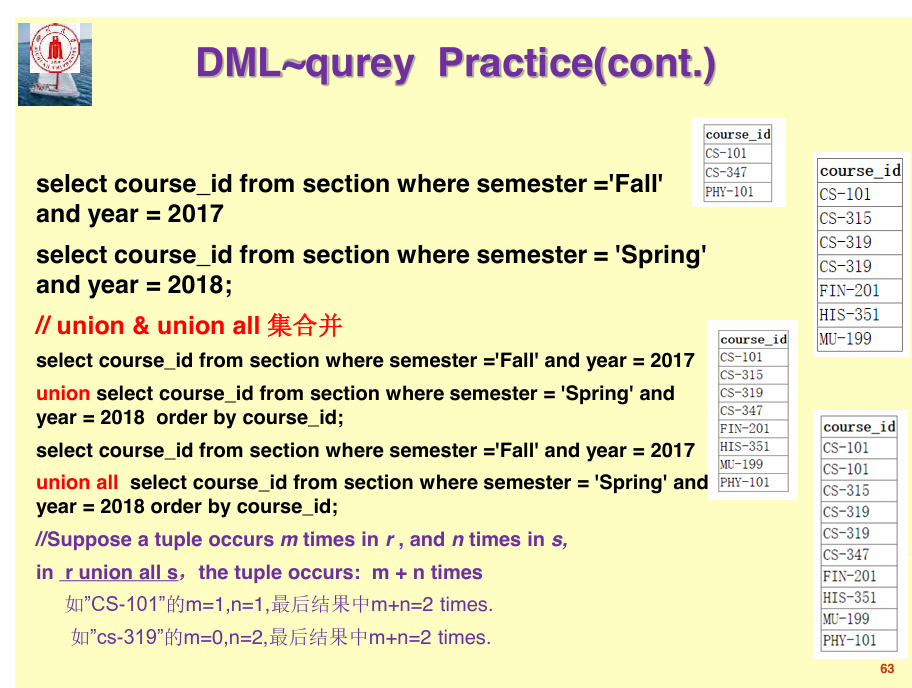 DML~qurey Practice(cont.)
select course_id from section where semester ='Fall'
and year = 2017
select course_id from section where semester = 'Spring'
and year = 2018;
// union & union all 集合并
select course_id from section where semester ='Fall' and year = 2017
union select course_id from section where semester = 'Spring' and
year = 2018 order by course_id;
select course_id from section where semester ='Fall' and year = 2017
union all select course_id from section where semester = 'Spring' and
year = 2018 order by course_id;
//Suppose a tuple occurs m times in r , and n times in s,
in r union all s，the tuple occurs: m + n times
如”CS-101”的m=1,n=1,最后结果中m+n=2 times.
如”cs-319”的m=0,n=2,最后结果中m+n=2 times.
course_id
CS-101
CS-347
PHY-101
course_id
CS-101
CS-315
CS-319
CS-319
FIN-201
HIS-351
MU-199
course_id
CS-101
CS-315
CS-319
CS-347
FIN-201
HIS-351
MU-199
PHY-101
course_id
CS-101
CS-101
CS-315
CS-319
CS-319
CS-347
FIN-201
HIS-351
MU-199
PHY-101
63